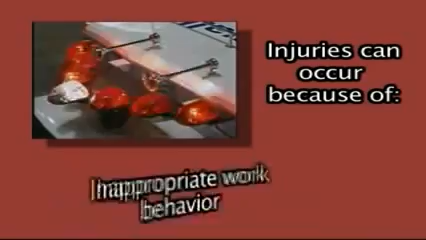 Injuries can
occur
because of:
Inappropriate work
behavior